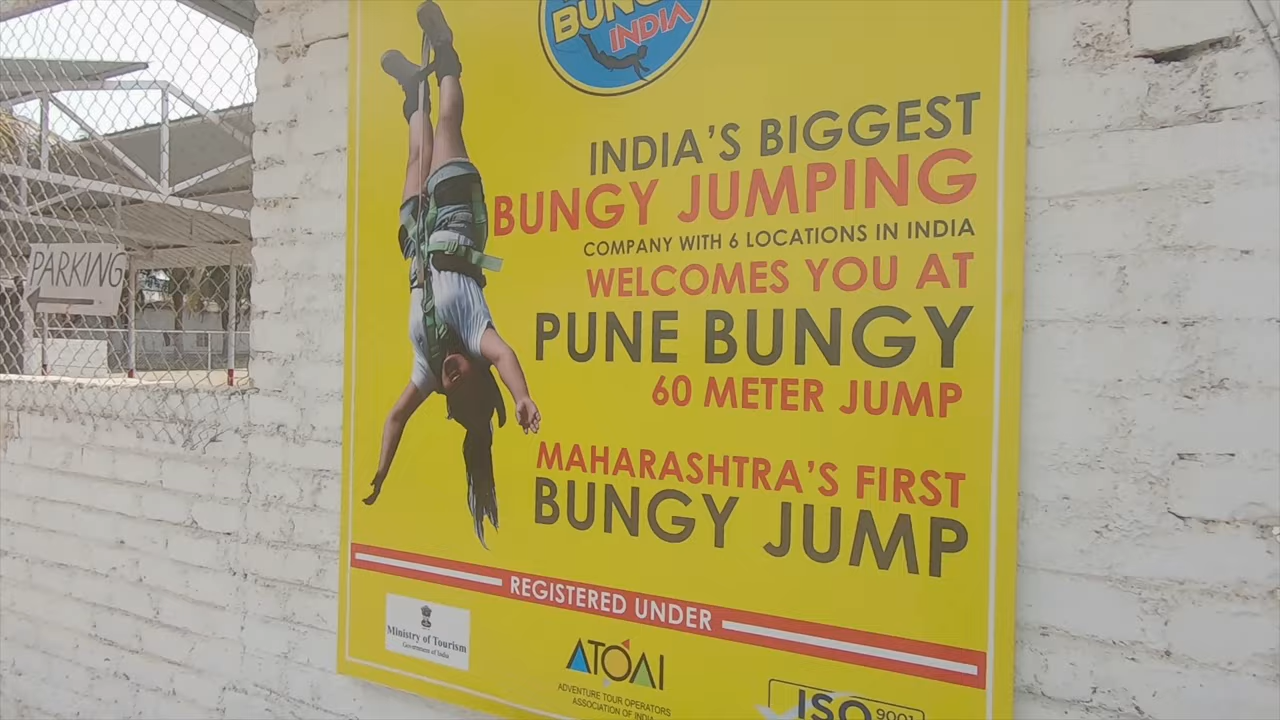 INDIA
INDIA'S BIGGEST
BUNGY JUMPING
COMPANY WITH 6 LOCATIONS IN INDIA
WELCOMES YOU AT
PUNE BUNGY
60 METER JUMP
MAHARASHTRA'S FIRST
BUNGY JUMP
PARKING
REGISTERED UNDER
Ministry of Tourism
Government of India
ATOAI
ADVENTURE TOUR OPERATORS
ASSOCIATION OF INDIA
ISO 9001